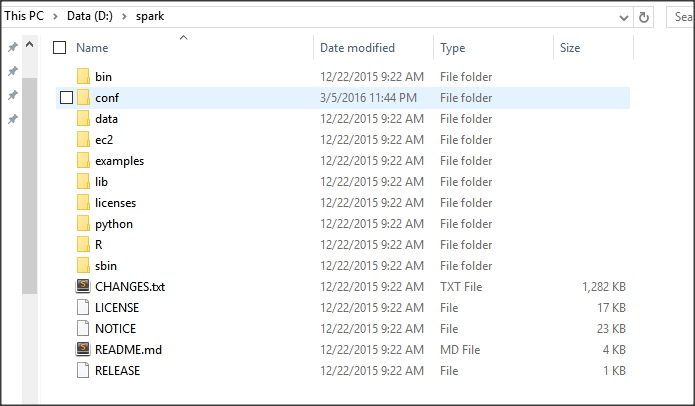 This PC > Data (D:) > spark Sea
Name Date modified Type Size
bin 12/22/2015 9:22 AM File folder
conf 3/5/2016 11:44 PM File folder
data 12/22/2015 9:22 AM File folder
ec2 12/22/2015 9:22 AM File folder
examples 12/22/2015 9:22 AM File folder
lib 12/22/2015 9:22 AM File folder
licenses 12/22/2015 9:22 AM File folder
python 12/22/2015 9:22 AM File folder
R 12/22/2015 9:22 AM File folder
sbin 12/22/2015 9:22 AM File folder
CHANGES.txt 12/22/2015 9:22 AM TXT File 1,282 KB
LICENSE 12/22/2015 9:22 AM File 17 KB
NOTICE 12/22/2015 9:22 AM File 23 KB
README.md 12/22/2015 9:22 AM MD File 4 KB
RELEASE 12/22/2015 9:22 AM File 1 KB